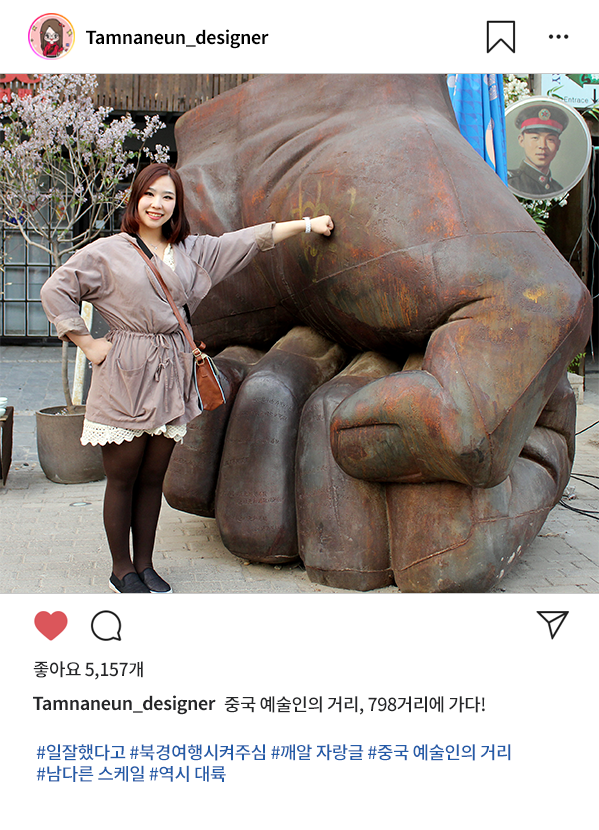 Tamnaneun_designer
Entrace
좋아요 5,157개
Tamnaneun_designer 중국 예술인의 거리, 798거리에 가다!
#일잘했다고 #북경여행시켜주심 #깨알 자랑글 #중국 예술인의 거리
#남다른 스케일 #역시 대륙